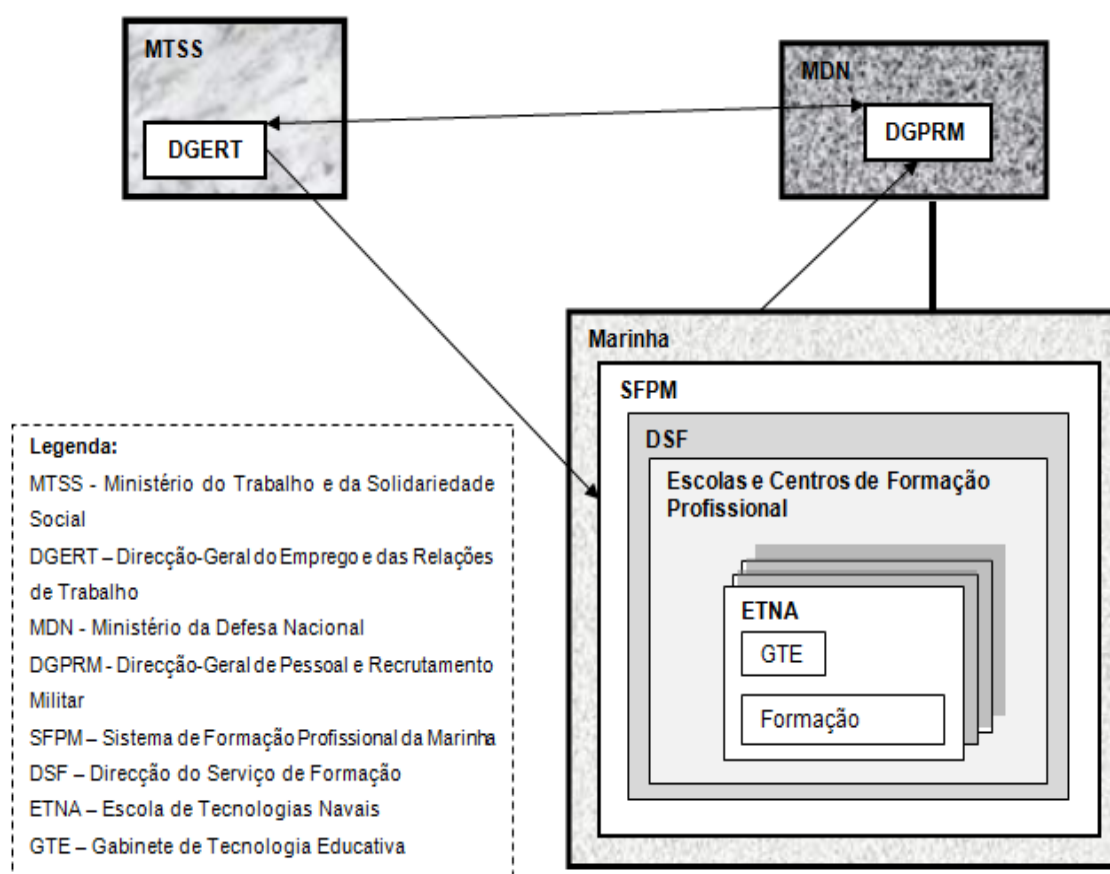 MTSS
DGERT
MDN
DGPRM
Marinha
SFPM
DSF
Escolas e Centros de Formação
Profissional
ETNA
GTE
Formação
Legenda:
MTSS - Ministério do Trabalho e da Solidariedade
Social
DGERT – Direcção-Geral do Emprego e das Relações
de Trabalho
MDN - Ministério da Defesa Nacional
DGPRM - Direcção-Geral de Pessoal e Recrutamento
Militar
SFPM – Sistema de Formação Profissional da Marinha
DSF – Direcção do Serviço de Formação
ETNA – Escola de Tecnologias Navais
GTE – Gabinete de Tecnologia Educativa